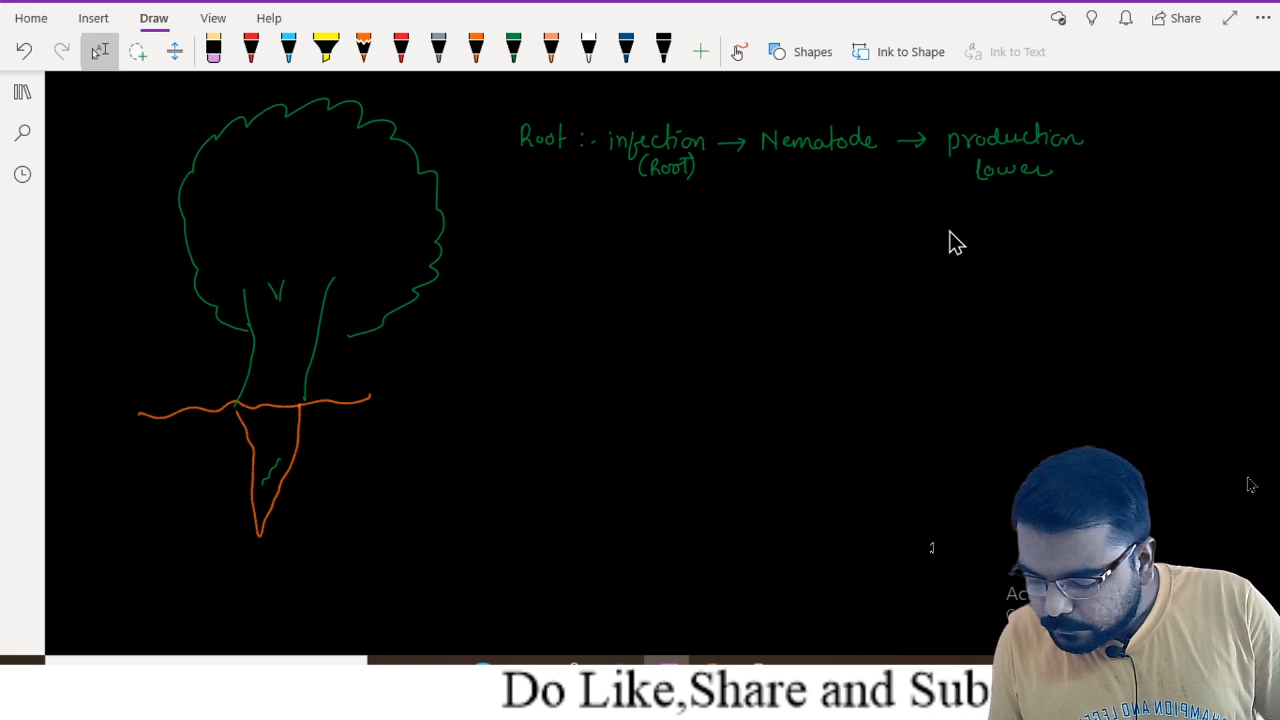 Home Insert Draw View Help
Share
Shapes Ink to Shape Ink to Text
Root :- infection → Nematode → production
(Root) Lower
Do Like,Share and Sub